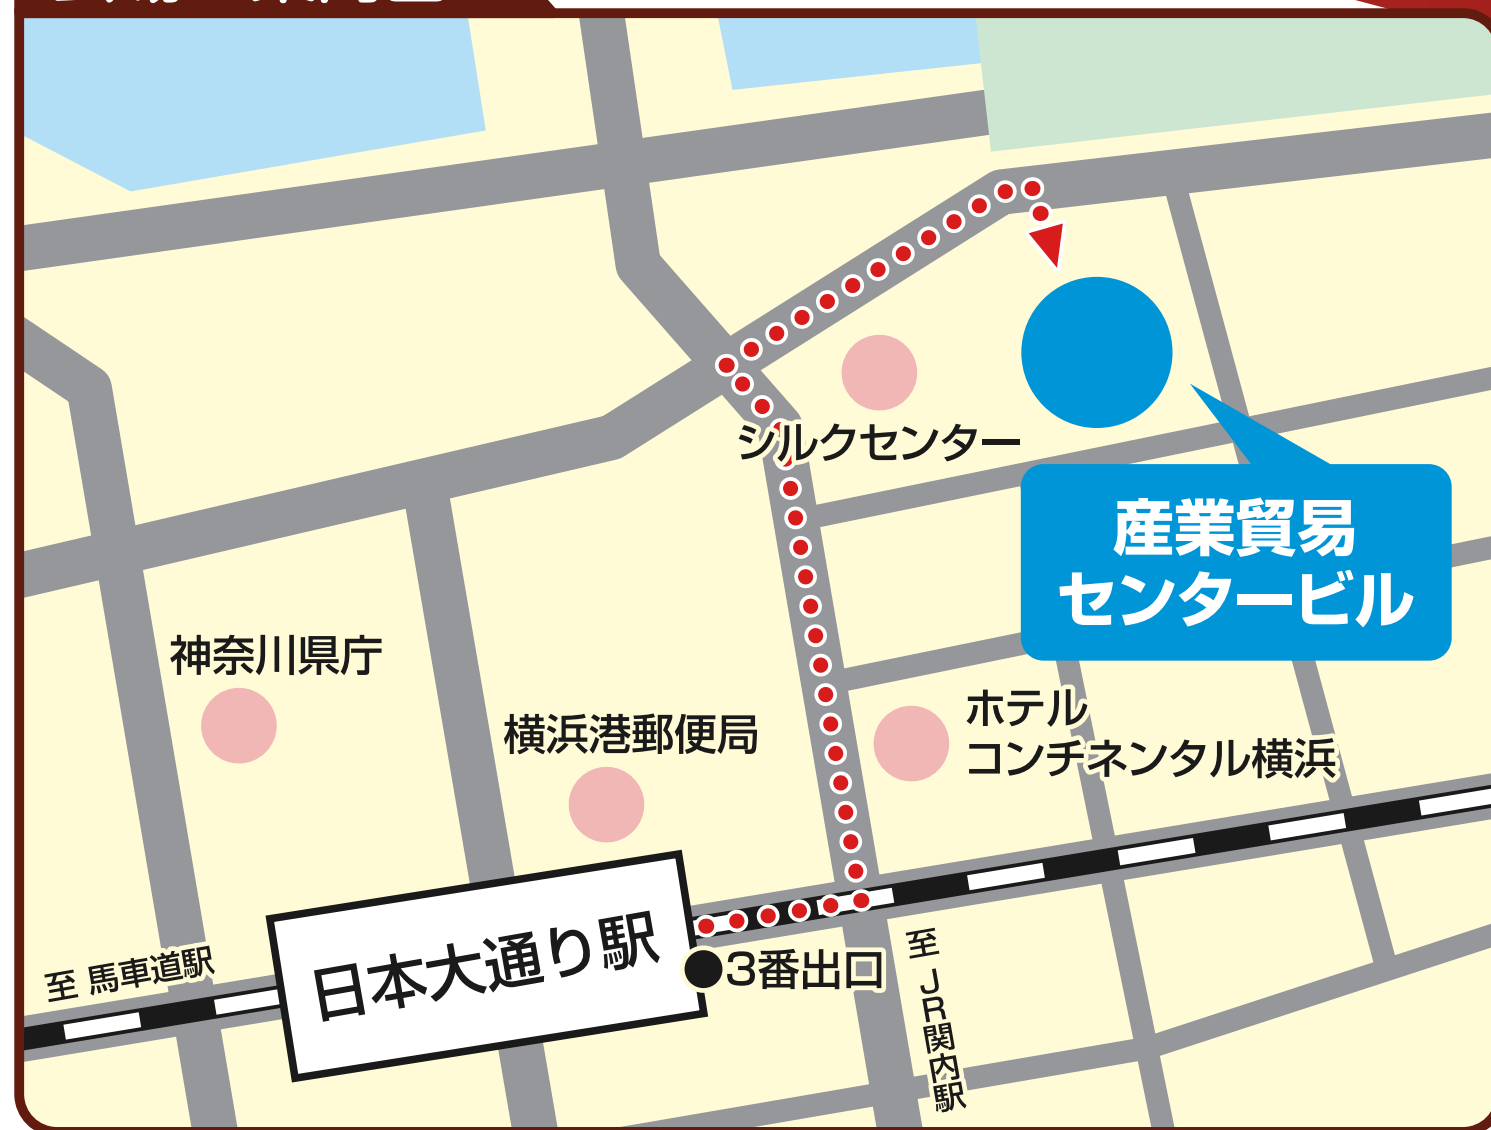 シルクセンター
産業貿易
センタービル
神奈川県庁
横浜港郵便局
ホテル
コンチネンタル横浜
日本大通り駅
3番出口
至 馬車道駅
至 JR関内駅